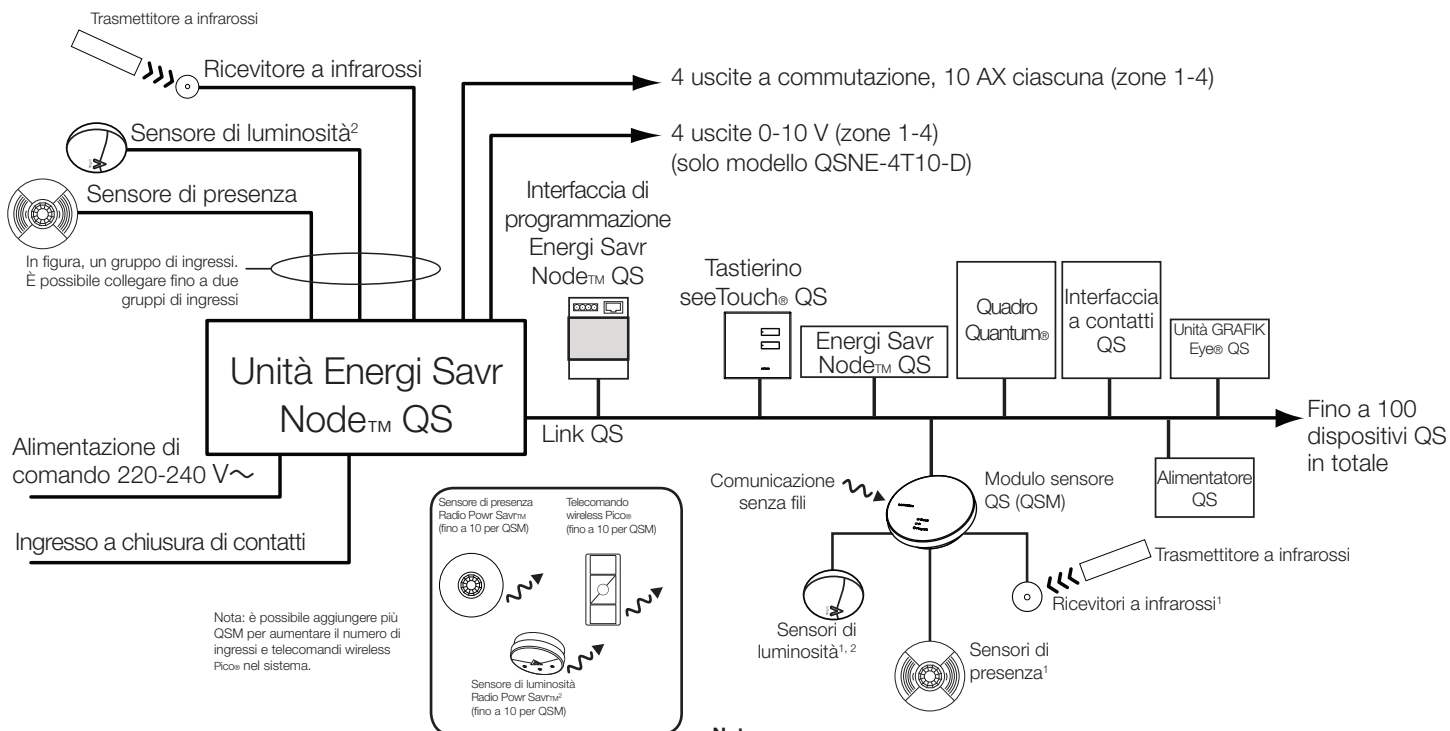 Trasmettitore a infrarossi
Ricevitore a infrarossi
Sensore di luminosità²
Sensore di presenza
In figura, un gruppo di ingressi.
È possibile collegare fino a due
gruppi di ingressi
4 uscite a commutazione, 10 AX ciascuna (zone 1-4)
4 uscite 0-10 V (zone 1-4)
(solo modello QSNE-4T10-D)
Interfaccia di
programmazione
Energi Savr
Node™ QS
Tastierino
seeTouch® QS
Energi Savr
Node™ QS
Quadro
Quantum®
Interfaccia
a contatti
QS
Unità GRAFIK
Eye® QS
Unità Energi Savr
Node™ QS
Link QS
Fino a 100
dispositivi QS
in totale
Alimentazione di
comando 220-240 V~
Ingresso a chiusura di contatti
Comunicazione
senza fili
Modulo sensore
QS (QSM)
Alimentatore
QS
Sensore di presenza
Radio Powr Savr™
(fino a 10 per QSM)
Telecomando
wireless Pico®
(fino a 10 per QSM)
Sensore di luminosità
Radio Powr Savr™²
(fino a 10 per QSM)
Trasmettitore a infrarossi
Ricevitori a infrarossi¹
Sensori di
luminosità¹, ²
Sensori di
presenza¹
Nota: è possibile aggiungere più
QSM per aumentare il numero di
ingressi e telecomandi wireless
Pico® nel sistema.